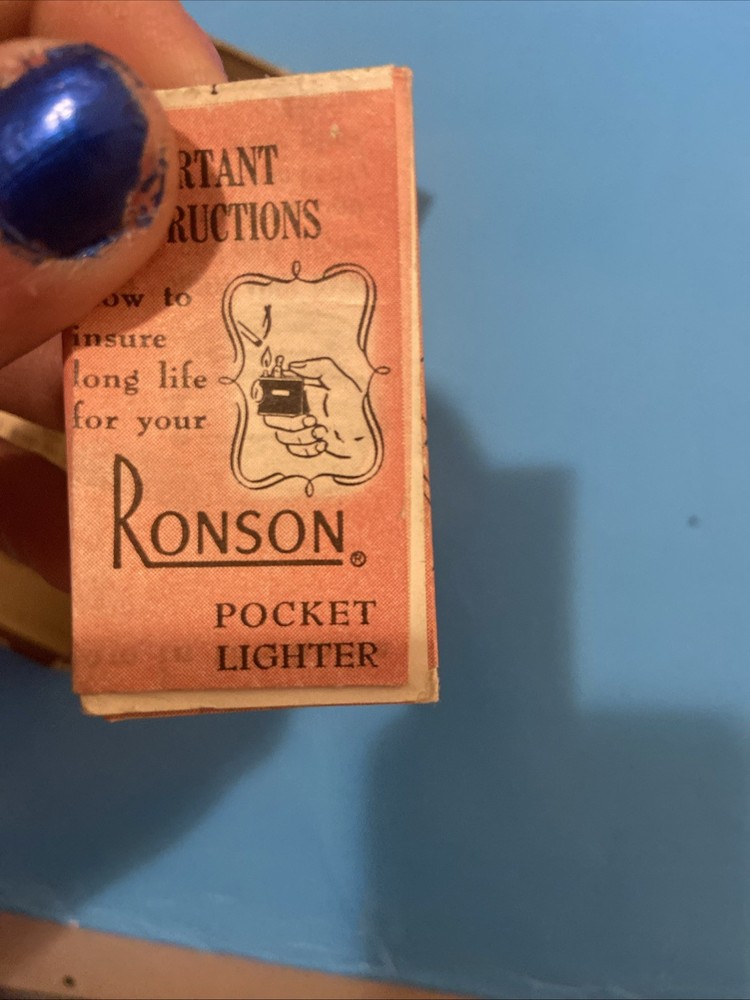 RTANT
RUCTIONS
ow to
insure
long life
for your
RONSON®
POCKET
LIGHTER